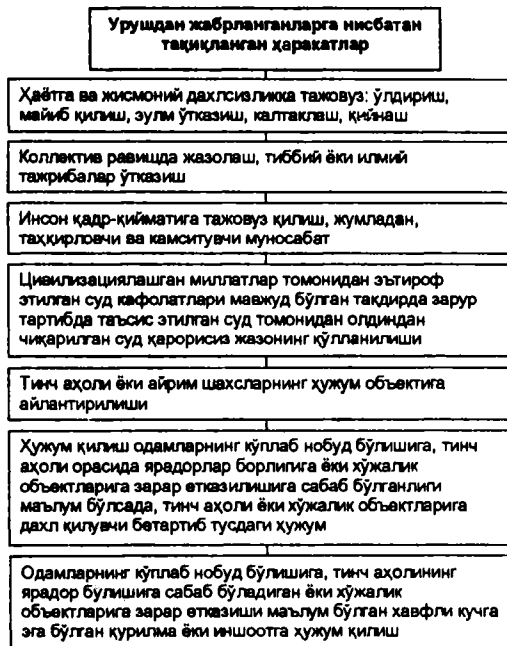 Урушдан жабрланганларга нисбатан
тақиқланган ҳаракатлар
Ҳаётга ва жисмоний дахлсизликка тажовуз: ўлдириш,
майиб қилиш, зулм ўтказиш, калтаклаш, қийнаш
Коллектив равишда жазолаш, тиббий ёки илмий
тажрибалар ўтказиш
Инсон қадр-қийматига тажовуз қилиш, жумладан,
таҳқирловчи ва камситувчи муносабат
Цивилизациялашган миллатлар томонидан эътироф
этилган суд кафолатлари мавжуд бўлган тақдирда зарур
тартибда таъсис этилган суд томонидан олдиндан
чиқарилган суд қарорисиз жазонинг қўлланилиши
Тинч аҳоли ёки айрим шахсларнинг ҳужум объектига
айлантирилиши
Ҳужум қилиш одамларнинг кўплаб нобуд бўлишига, тинч
аҳоли орасида ярадорлар борлигига ёки хўжалик
объектларига зарар етказилишига сабаб бўлганлиги
маълум бўлсада, тинч аҳоли ёки хўжалик объектларига
дахл қилувчи бетартиб тусдаги ҳужум
Одамларнинг кўплаб нобуд бўлишига, тинч аҳолининг
ярадор булишига сабаб бўладиган ёки хўжалик
объектларига зарар етказиши маълум бўлган хавфли кучга
эга бўлган қурилма ёки иншоотга ҳужум қилиш